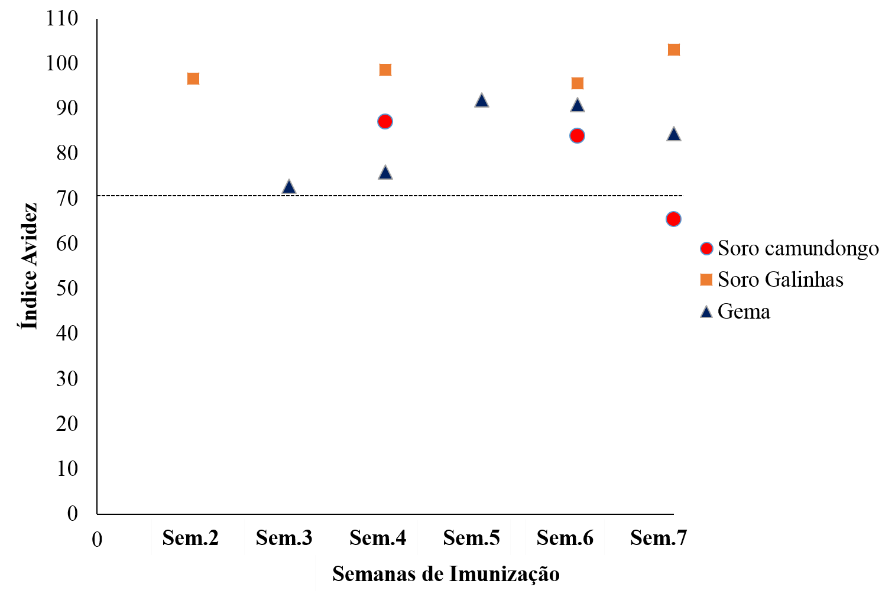 110
100
90
80
70
60
50
40
30
20
10
0
Índice Avidez
0 Sem.2 Sem.3 Sem.4 Sem.5 Sem.6 Sem.7
Semanas de Imunização
Soro camundongo
Soro Galinhas
Gema